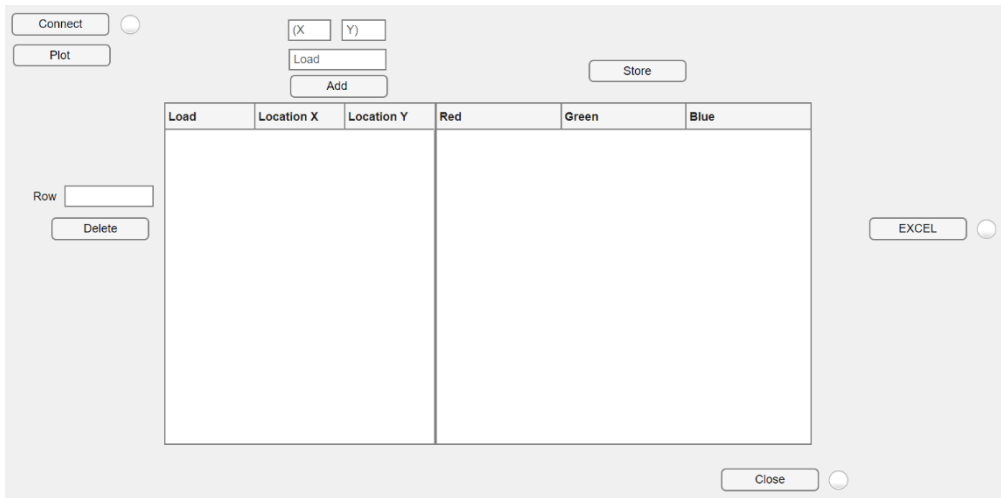 Connect
(X Y)
Plot
Load
Store
Add
Load Location X Location Y Red Green Blue
Row
Delete
EXCEL
Close